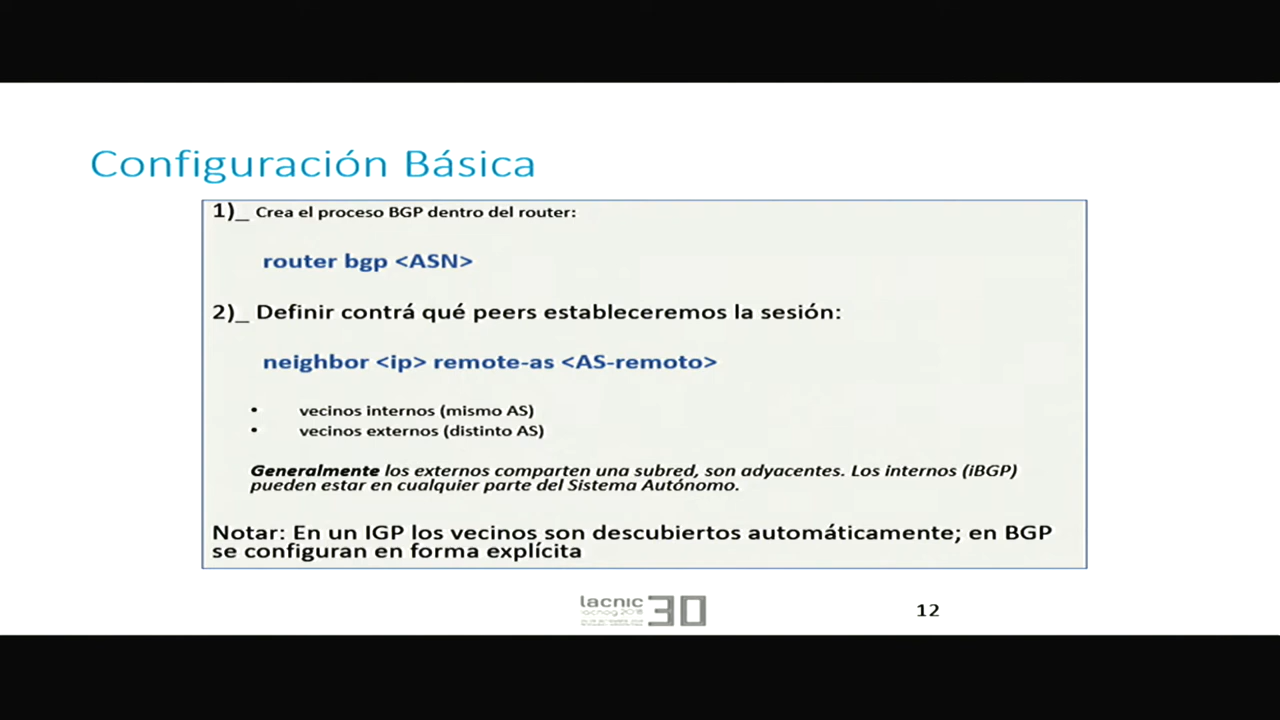 Configuración Básica
1)_ Crea el proceso BGP dentro del router:
router bgp <ASN>
2)_ Definir contrá qué peers estableceremos la sesión:
neighbor <ip> remote-as <AS-remoto>
• vecinos internos (mismo AS)
• vecinos externos (distinto AS)
Generalmente los externos comparten una subred, son adyacentes. Los internos (iBGP)
pueden estar en cualquier parte del Sistema Autónomo.
Notar: En un IGP los vecinos son descubiertos automáticamente; en BGP
se configuran en forma explícita
lacnic 30
lacnog 2018
12